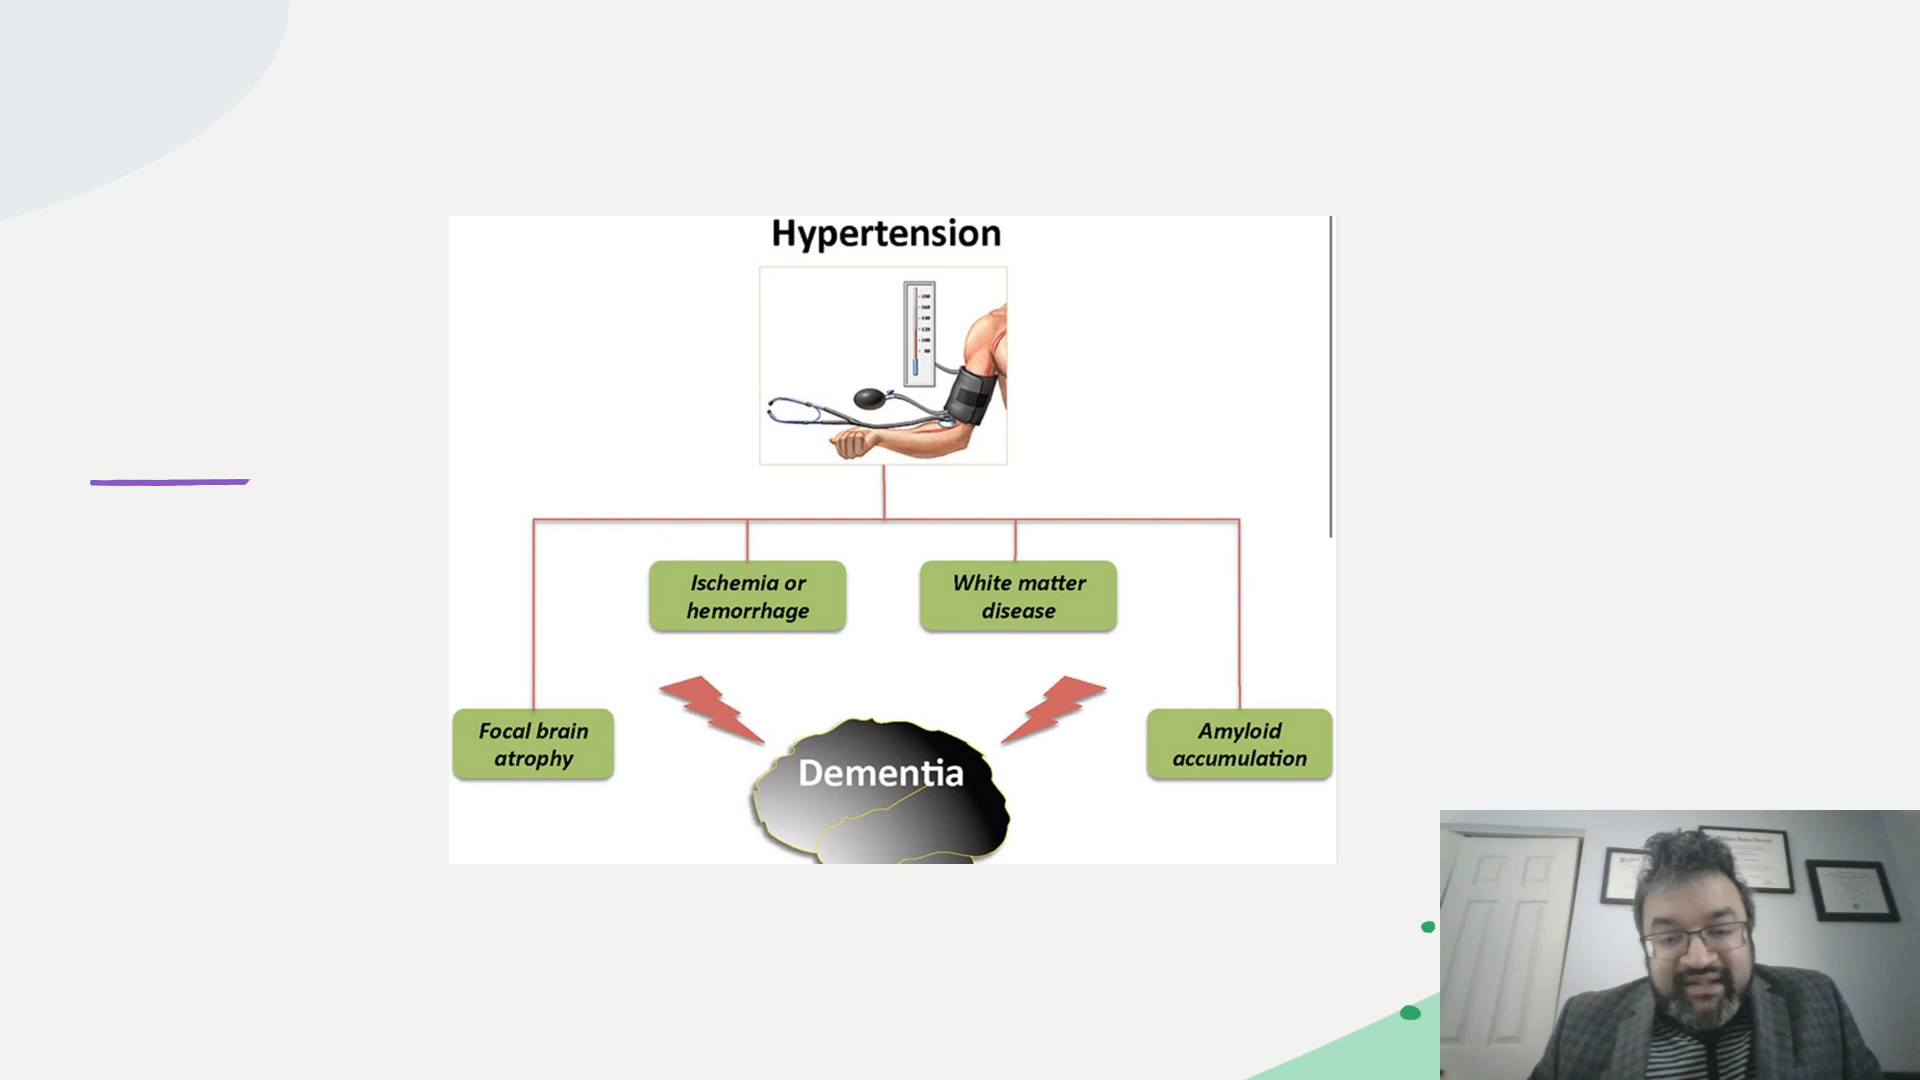 Hypertension
Ischemia or
hemorrhage
White matter
disease
Focal brain
atrophy
Dementia
Amyloid
accumulation